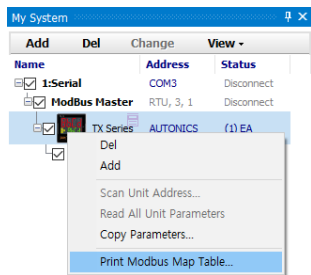 My System
Add Del Change View
Name Address Status
1:Serial COM3 Disconnect
ModBus Master RTU, 3, 1 Disconnect
TX Series AUTONICS (1) EA
Del
Add
Scan Unit Address...
Read All Unit Parameters
Copy Parameters...
Print Modbus Map Table...